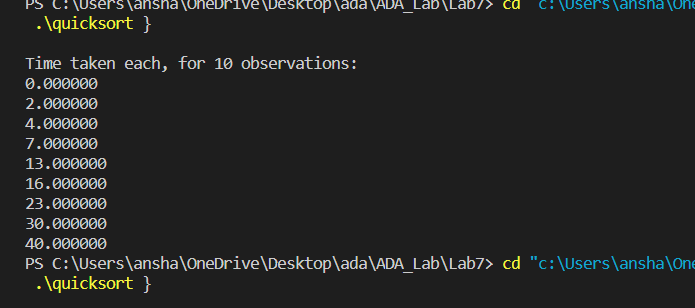 PS C:\Users\ansha\OneDrive\Desktop\ada\ADA_Lab\Lab7> cd "c:\Users\ansha\One
.\quicksort }
Time taken each, for 10 observations:
0.000000
2.000000
4.000000
7.000000
13.000000
16.000000
23.000000
30.000000
40.000000
PS C:\Users\ansha\OneDrive\Desktop\ada\ADA_Lab\Lab7> cd "c:\Users\ansha\One
.\quicksort }